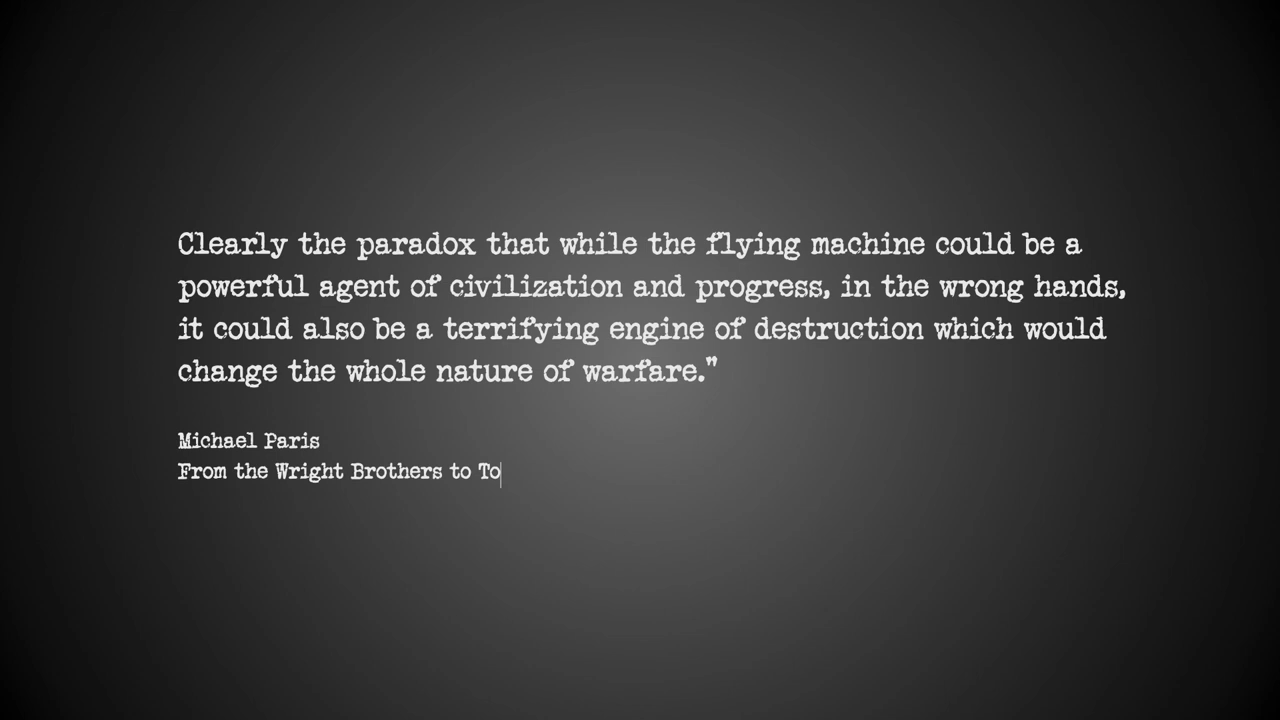 Clearly the paradox that while the flying machine could be a
powerful agent of civilization and progress, in the wrong hands,
it could also be a terrifying engine of destruction which would
change the whole nature of warfare."
Michael Paris
From the Wright Brothers to To